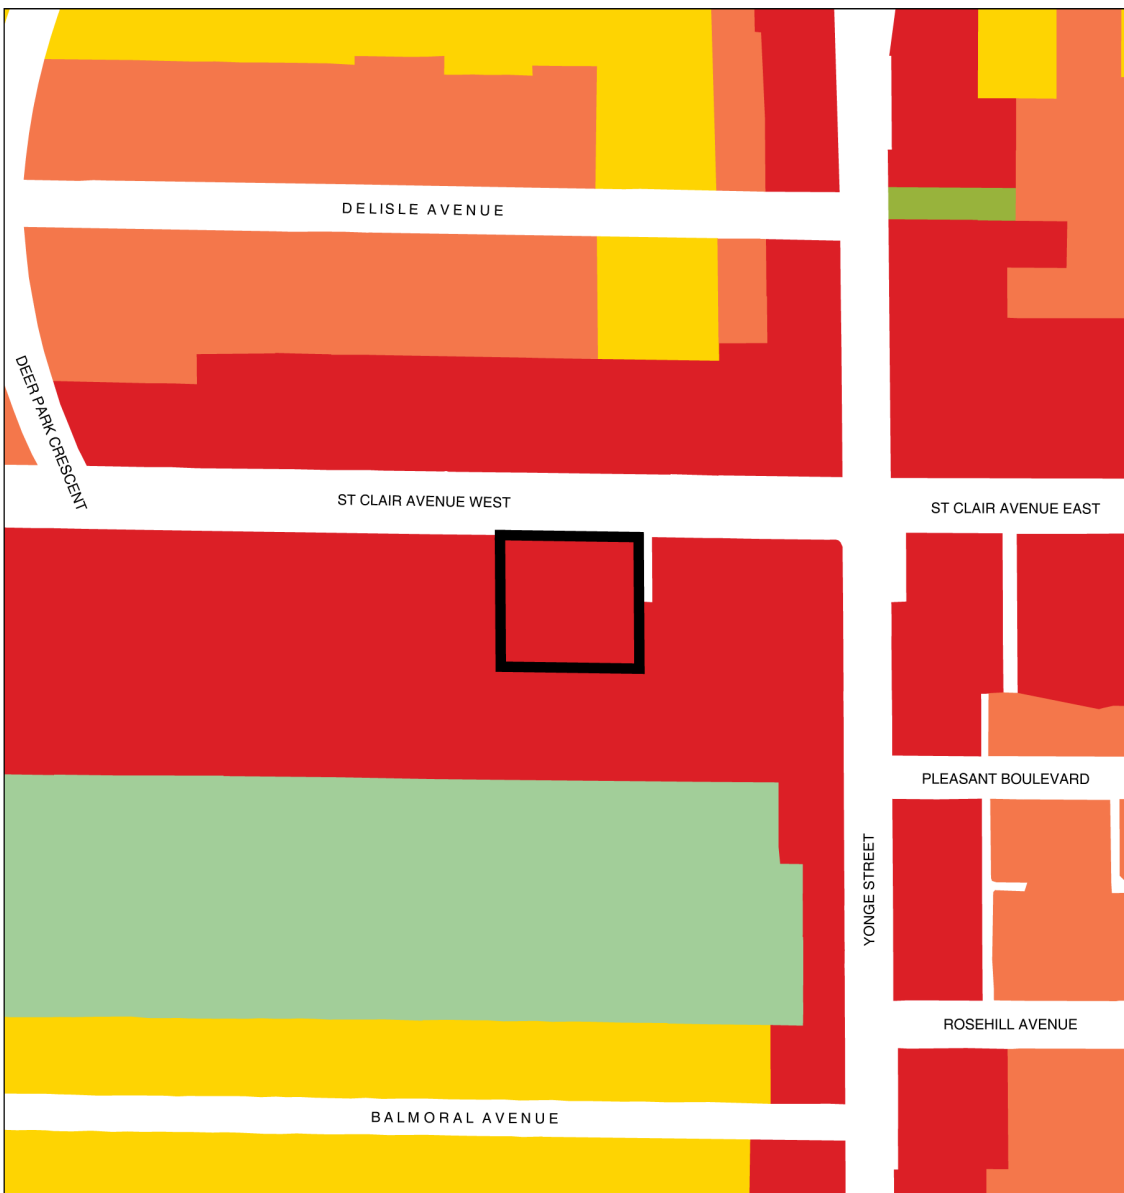 DELISLE AVENUE
DEER PARK CRESCENT
ST CLAIR AVENUE WEST
ST CLAIR AVENUE EAST
PLEASANT BOULEVARD
YONGE STREET
ROSEHILL AVENUE
BALMORAL AVENUE